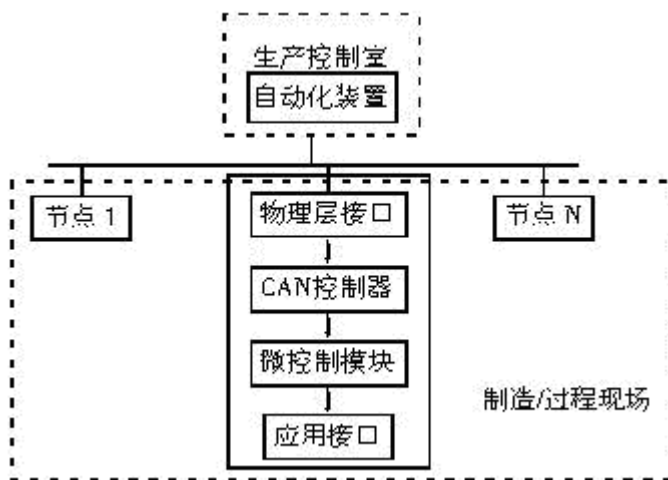 生产控制室
自动化装置
节点 1
物理层接口
节点 N
CAN控制器
微控制模块
制造/过程现场
应用接口